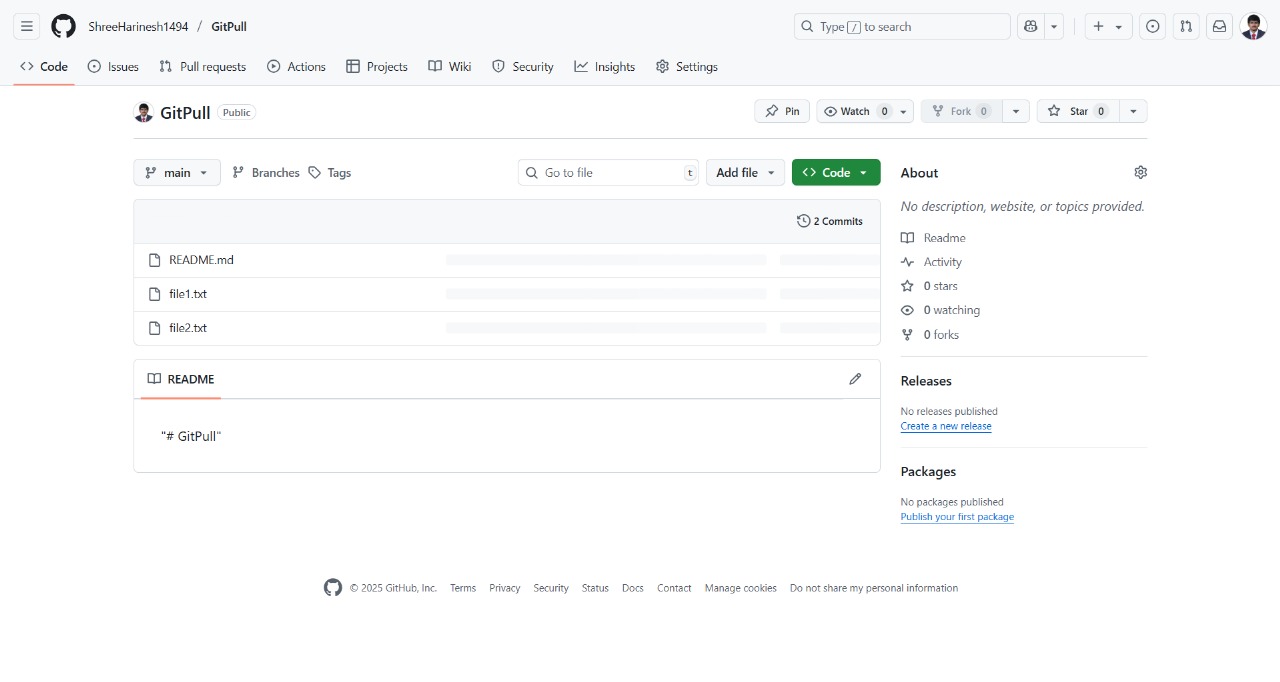 ShreeHarinesh1494 / GitPull
Type / to search
Code Issues Pull requests Actions Projects Wiki Security Insights Settings
GitPull Public
Pin Watch 0 Fork 0 Star 0
main Branches Tags Go to file t Add file Code
2 Commits
README.md
file1.txt
file2.txt
README
"# GitPull"
About
No description, website, or topics provided.
Readme
Activity
0 stars
0 watching
0 forks
Releases
No releases published
Create a new release
Packages
No packages published
Publish your first package
© 2025 GitHub, Inc. Terms Privacy Security Status Docs Contact Manage cookies Do not share my personal information